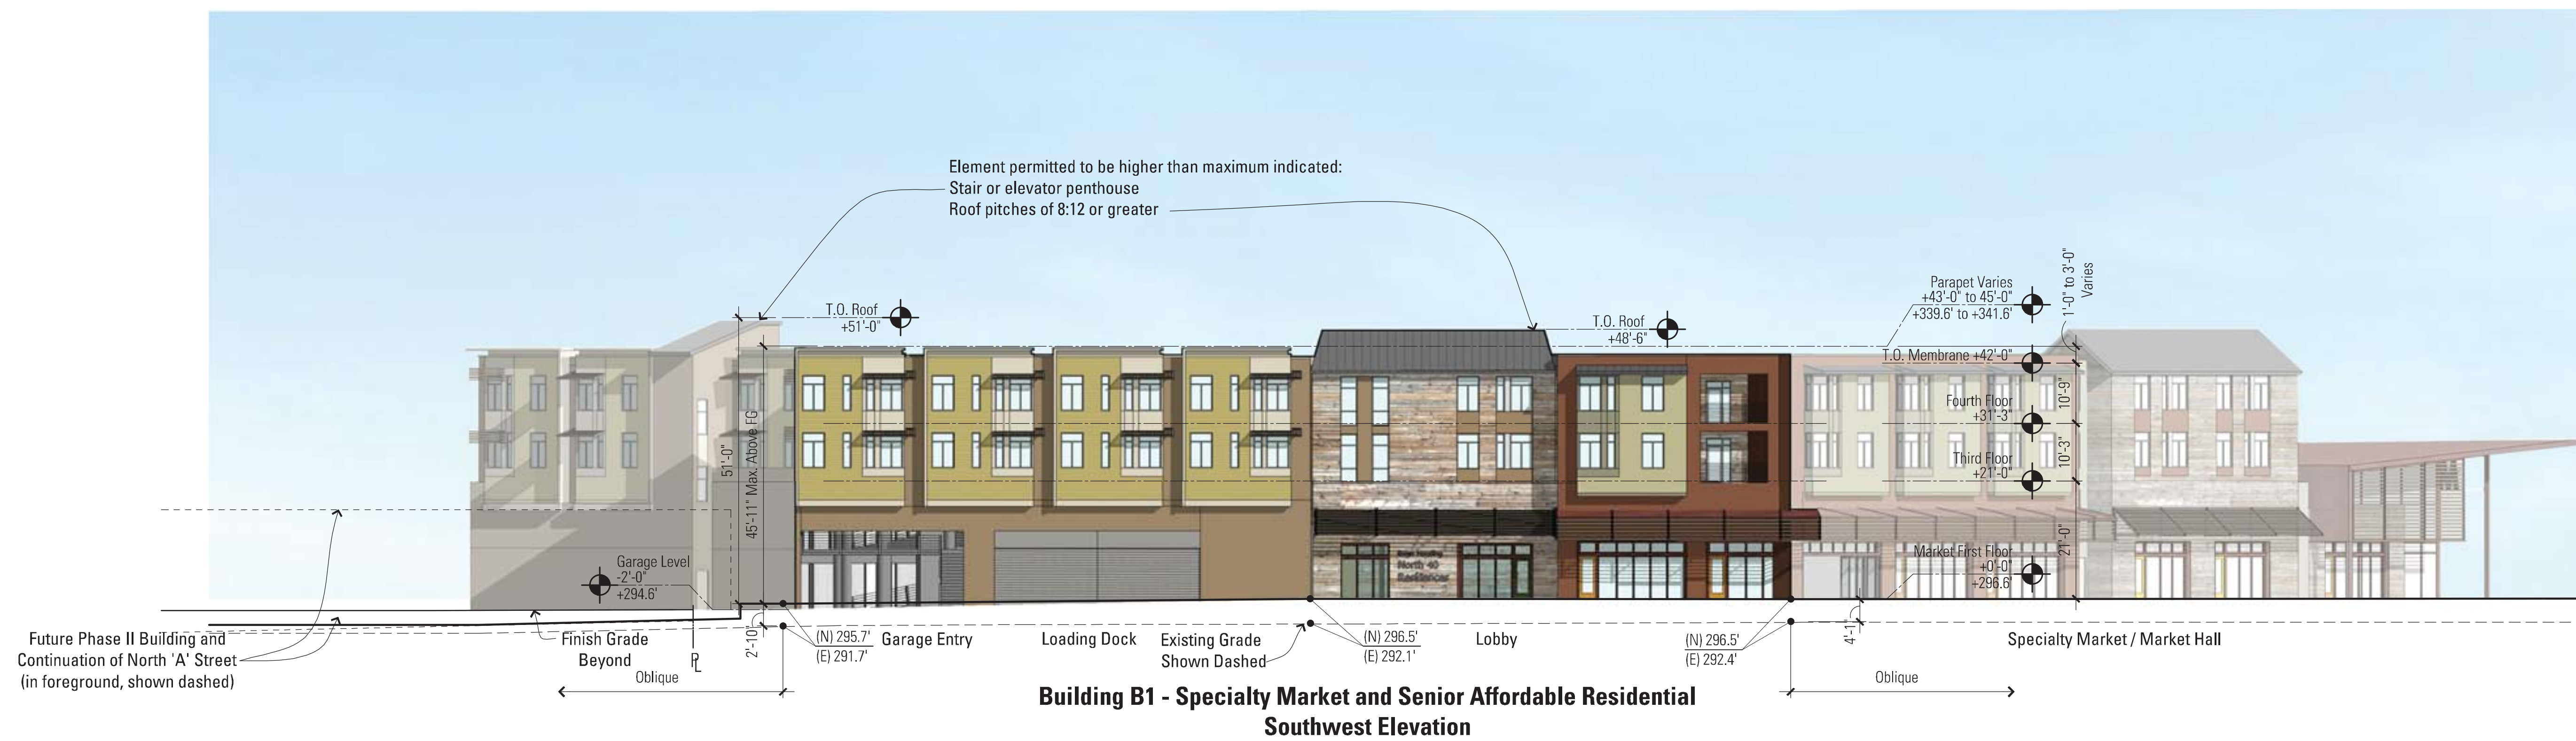 Element permitted to be higher than maximum indicated:
Stair or elevator penthouse
Roof pitches of 8:12 or greater
T.O. Roof
+51'-0"
T.O. Roof
+48'-6"
Parapet Varies
+43'-0" to 45'-0"
+339.6' to +341.6'
1'-0" to 3'-0"
Varies
T.O. Membrane +42'-0"
10'-9"
Fourth Floor
+31'-3"
10'-3"
Third Floor
+21'-0"
21'-0"
Market First Floor
+0'-0"
+296.6'
51'-0"
45'-11" Max. Above FG
Garage Level
-2'-0"
+294.6'
North 40
Residences
Future Phase II Building and
Continuation of North 'A' Street
(in foreground, shown dashed)
Finish Grade
Beyond
PL
2'-10"
(N) 295.7'
(E) 291.7'
Garage Entry
Loading Dock
Existing Grade
Shown Dashed
(N) 296.5'
(E) 292.1'
Lobby
(N) 296.5'
(E) 292.4'
4'-1"
Specialty Market / Market Hall
Oblique
Oblique
Building B1 - Specialty Market and Senior Affordable Residential
Southwest Elevation